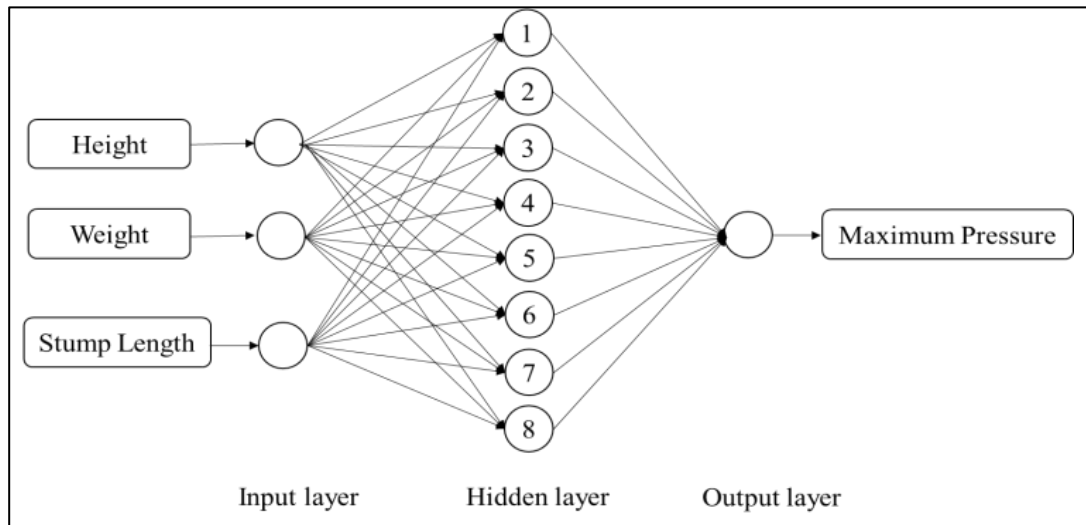 1
2
Height
3
4
Weight
5
Maximum Pressure
6
Stump Length
7
8
Input layer
Hidden layer
Output layer